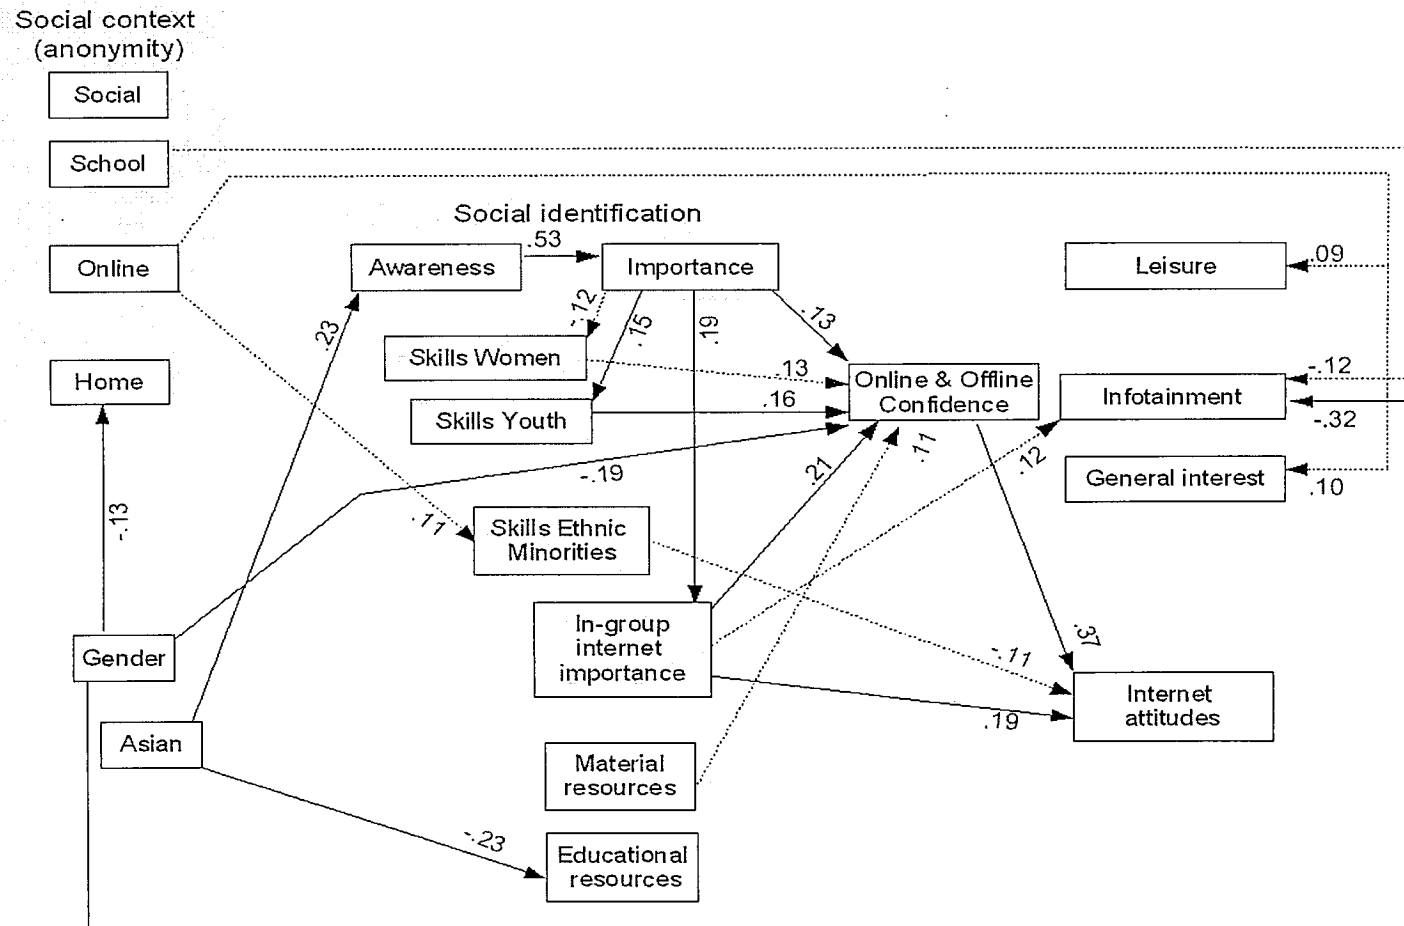 Social context
(anonymity)
Social
School
Social identification
Online
Awareness
.53
Importance
Leisure
.09
-.12
.15
.19
.13
.23
Home
Skills Women
.13
Online & Offline
Confidence
Infotainment
-.12
-.32
Skills Youth
.16
-.19
.21
.11
.12
General interest
.10
-.13
.11
Skills Ethnic
Minorities
Gender
In-group
internet
importance
-.11
.37
.19
Internet
attitudes
Asian
Material
resources
-.23
Educational
resources